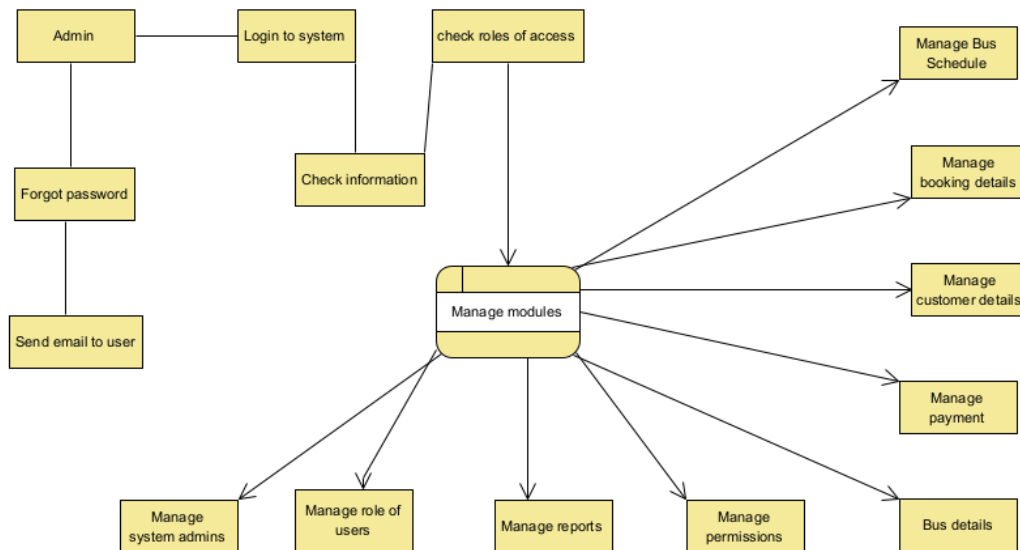 Admin
Login to system
check roles of access
Manage Bus
Schedule
Manage
booking details
Check information
Forgot password
Manage
customer details
Manage modules
Send email to user
Manage
payment
Manage
system admins
Manage role of
users
Manage reports
Manage
permissions
Bus details